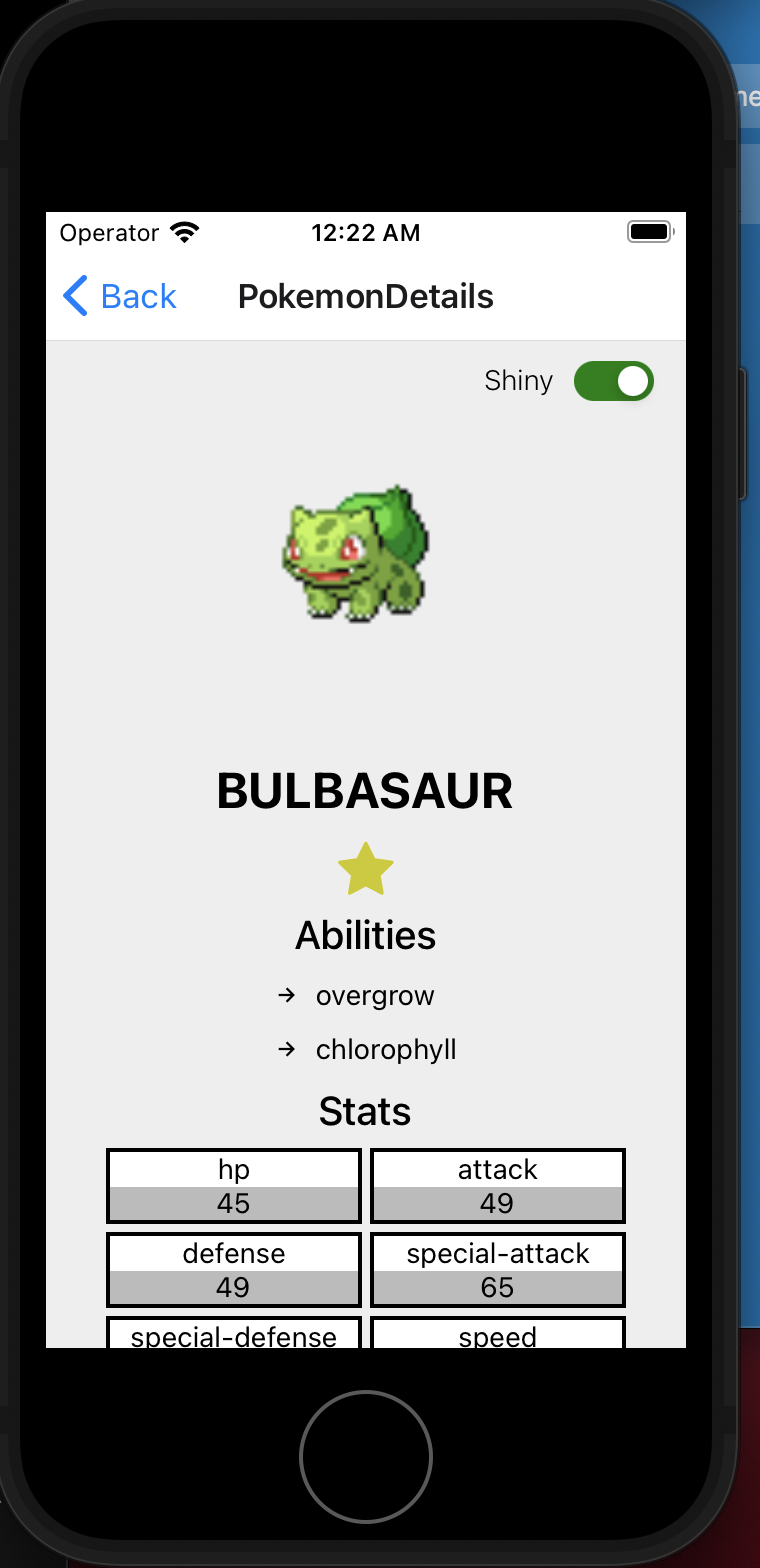 Operator 12:22 AM
Back PokemonDetails
Shiny
BULBASAUR
Abilities
→ overgrow
→ chlorophyll
Stats
hp attack
45 49
defense special-attack
49 65
special-defense speed